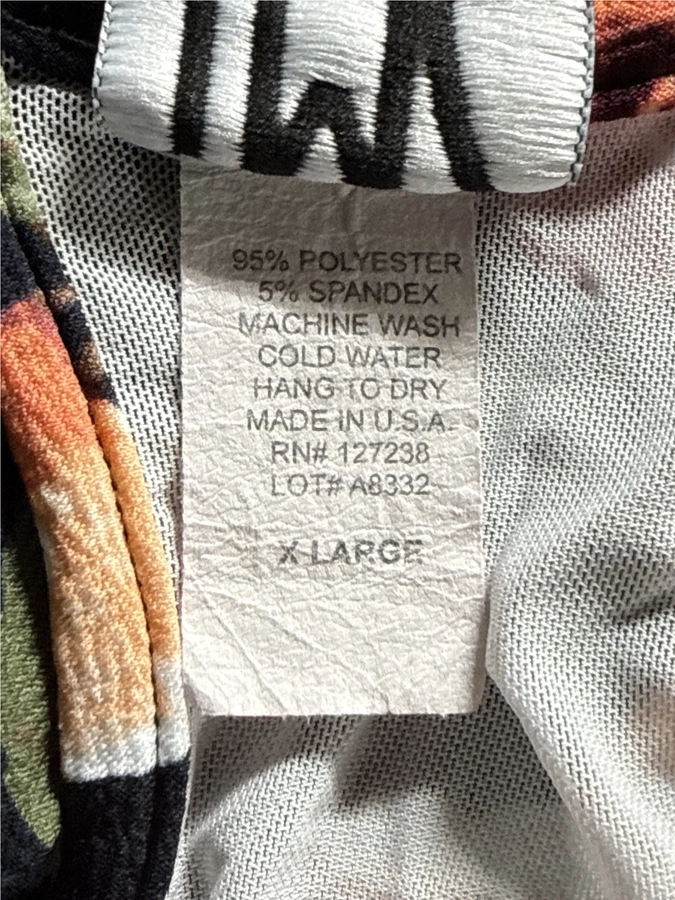 95% POLYESTER
5% SPANDEX
MACHINE WASH
COLD WATER
HANG TO DRY
MADE IN U.S.A.
RN# 127238
LOT# A8332
X-LARGE